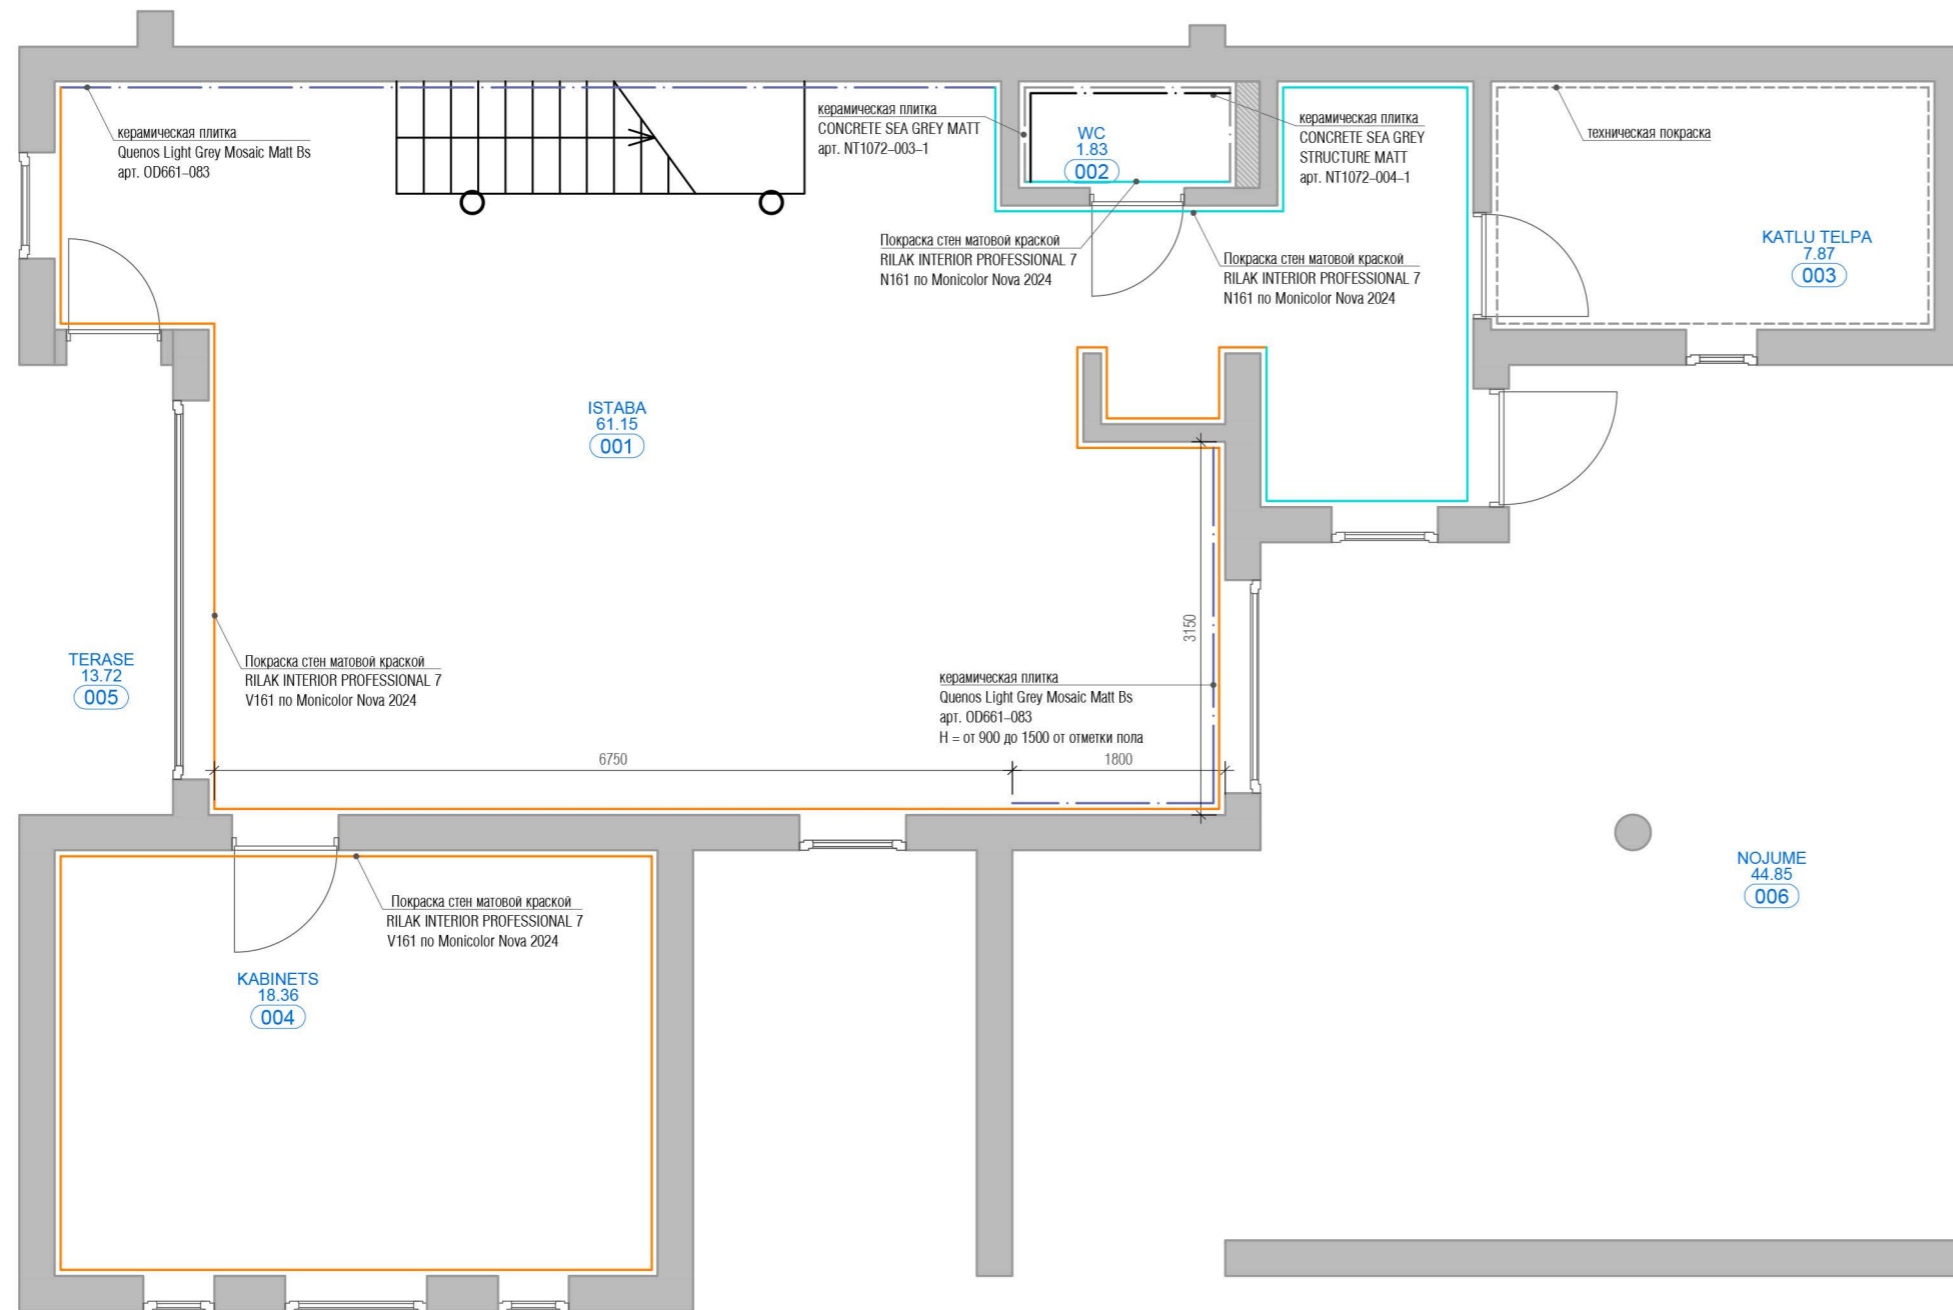 керамическая плитка
Quenos Light Grey Mosaic Matt Bs
арт. OD661-083
керамическая плитка
CONCRETE SEA GREY MATT
арт. NT1072-003-1
WC
1.83
002
керамическая плитка
CONCRETE SEA GREY
STRUCTURE MATT
арт. NT1072-004-1
техническая покраска
Покраска стен матовой краской
RILAK INTERIOR PROFESSIONAL 7
N161 по Monicolor Nova 2024
Покраска стен матовой краской
RILAK INTERIOR PROFESSIONAL 7
N161 по Monicolor Nova 2024
KATLU TELPA
7.87
003
ISTABA
61.15
001
TERASE
13.72
005
Покраска стен матовой краской
RILAK INTERIOR PROFESSIONAL 7
V161 по Monicolor Nova 2024
керамическая плитка
Quenos Light Grey Mosaic Matt Bs
арт. OD661-083
H = от 900 до 1500 от отметки пола
3150
6750
1800
Покраска стен матовой краской
RILAK INTERIOR PROFESSIONAL 7
V161 по Monicolor Nova 2024
KABINETS
18.36
004
NOJUME
44.85
006